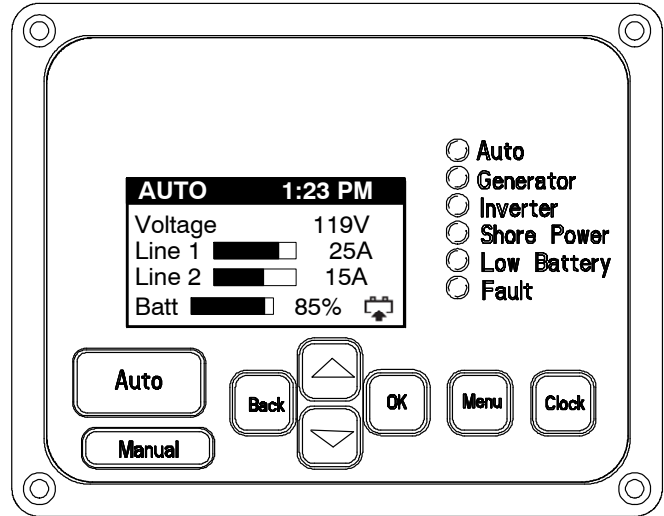 AUTO 1:23 PM
Voltage 119V
Line 1 25A
Line 2 15A
Batt 85%
Auto
Generator
Inverter
Shore Power
Low Battery
Fault
Auto
Manual
Back
OK
Menu
Clock